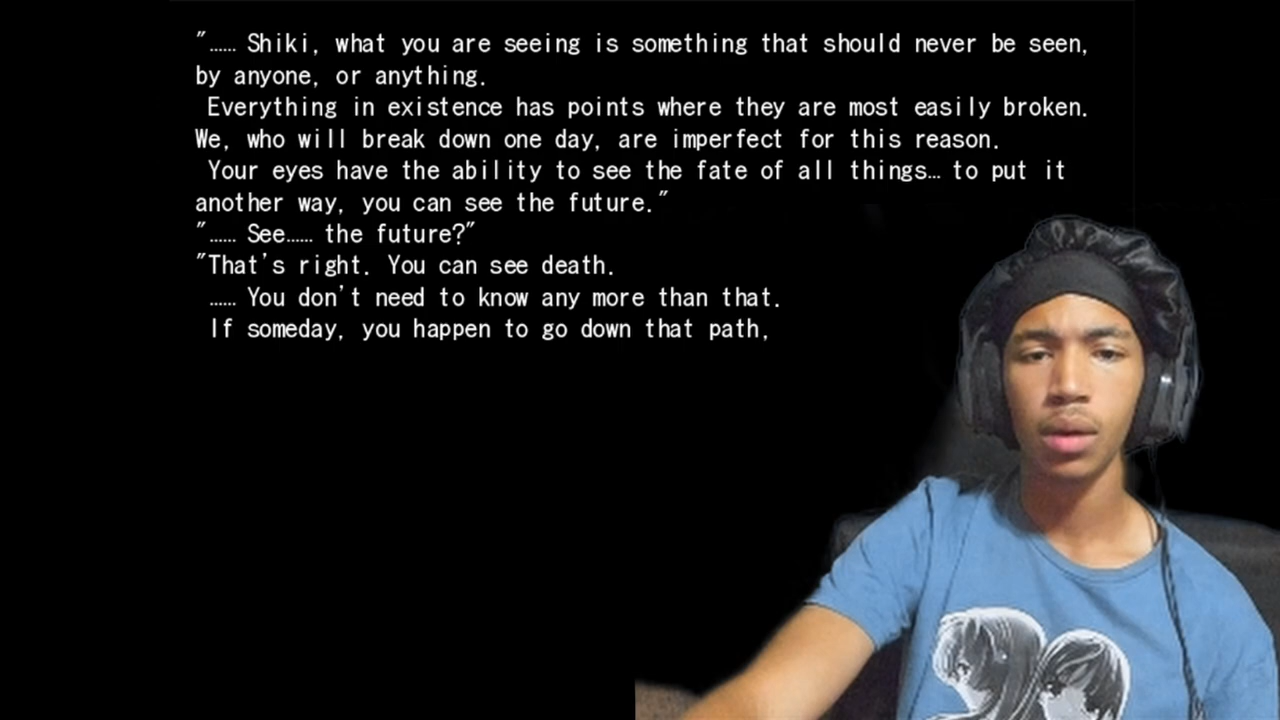 "…… Shiki, what you are seeing is something that should never be seen,
by anyone, or anything.
Everything in existence has points where they are most easily broken.
We, who will break down one day, are imperfect for this reason.
Your eyes have the ability to see the fate of all things… to put it
another way, you can see the future."
"…… See…… the future?"
"That's right. You can see death.
…… You don't need to know any more than that.
If someday, you happen to go down that path,